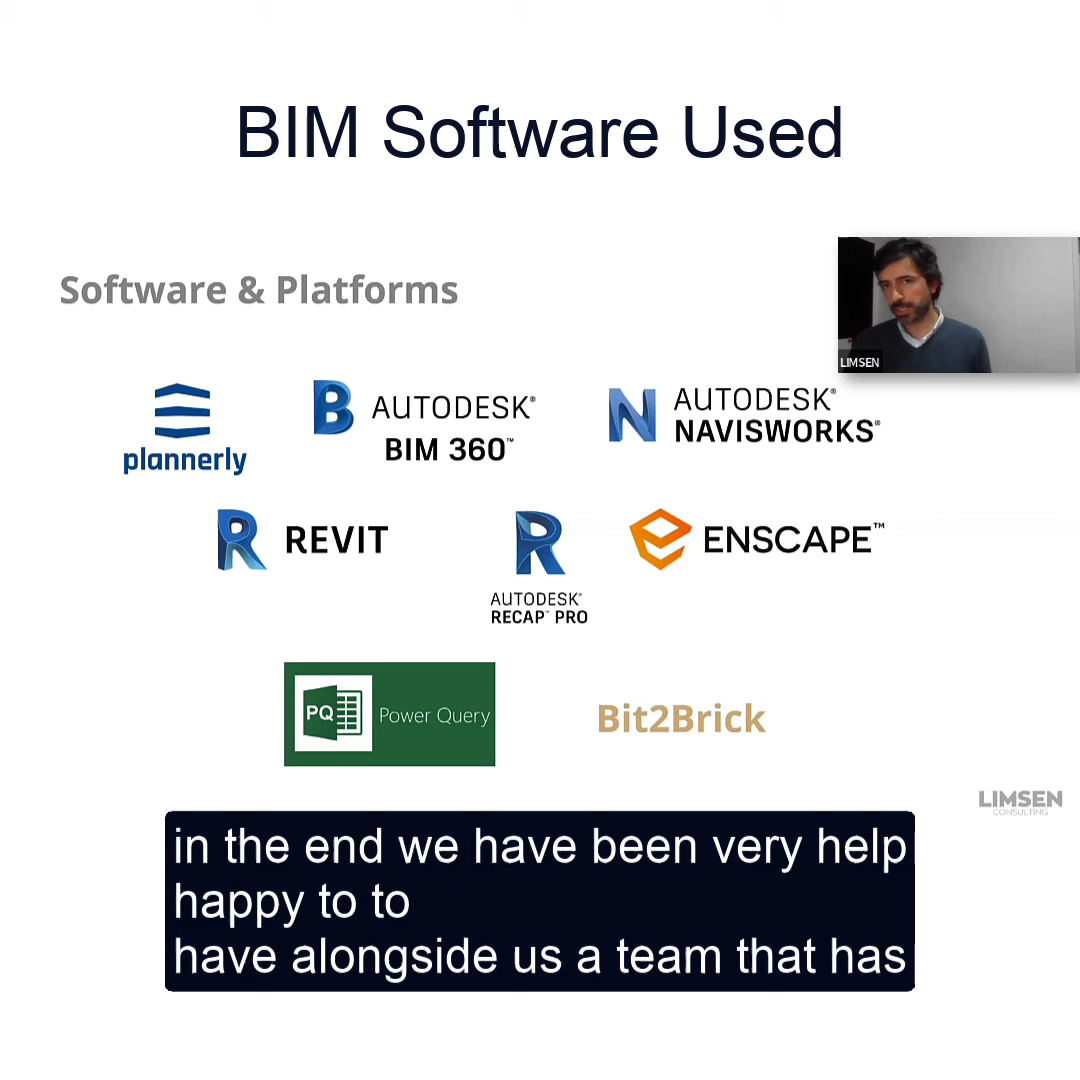 BIM Software Used
Software & Platforms
LIMSEN
plannerly
AUTODESK®
BIM 360™
AUTODESK®
NAVISWORKS®
REVIT
AUTODESK®
RECAP™ PRO
ENSCAPE™
PQ
Power Query
Bit2Brick
LIMSEN
CONSULTING
in the end we have been very help
happy to to
have alongside us a team that has